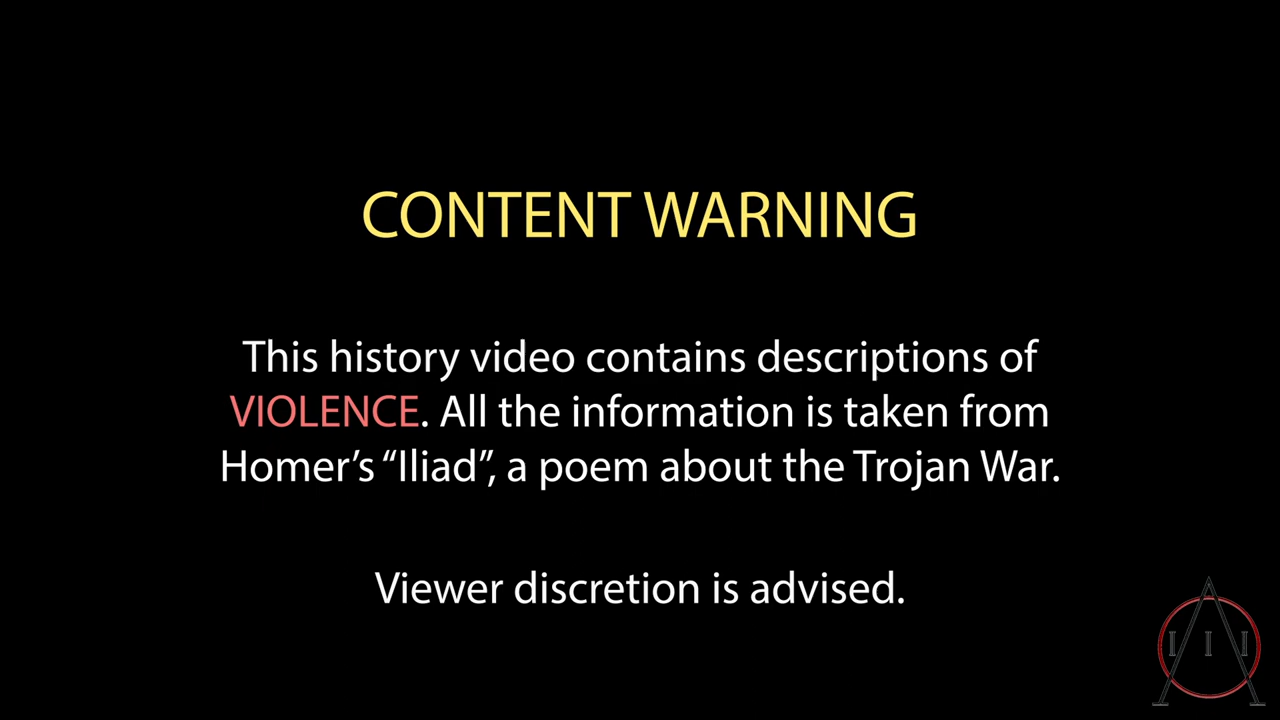 CONTENT WARNING
This history video contains descriptions of
VIOLENCE. All the information is taken from
Homer's “Iliad”, a poem about the Trojan War.
Viewer discretion is advised.
A
I I I